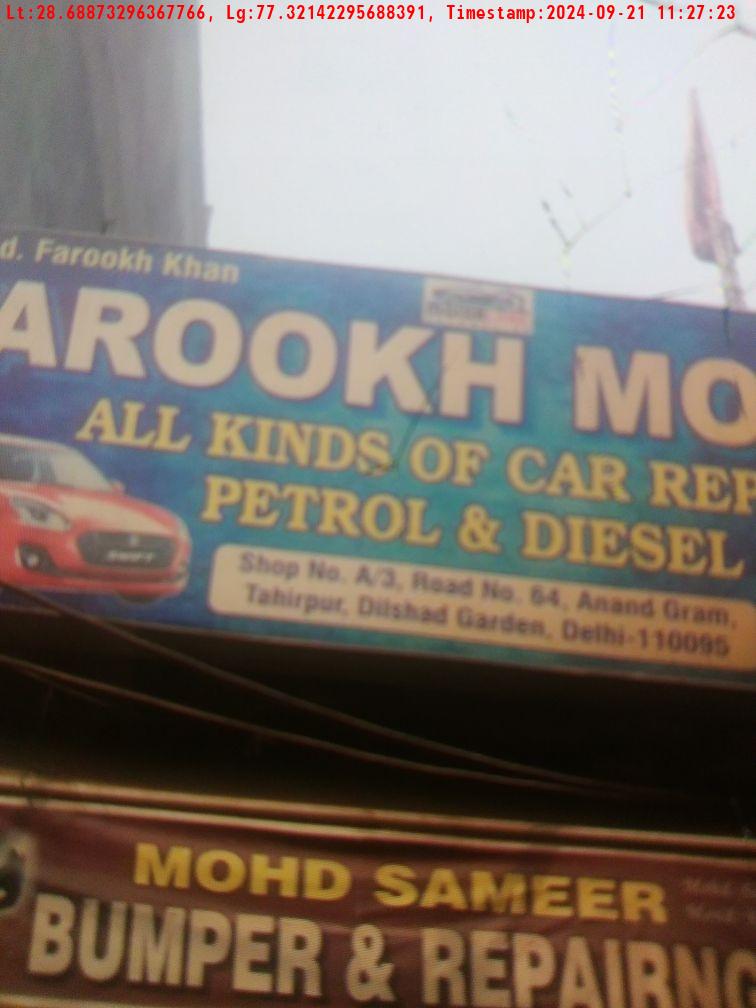 Lt:28.68873296367766, Lg:77.32142295688391, Timestamp:2024-09-21 11:27:23
d. Farookh Khan
AROOKH MO
ALL KINDS OF CAR REP
PETROL & DIESEL
SWIFT
Shop No. A/3, Road No. 64, Anand Gram,
Tahirpur, Dilshad Garden, Delhi-110095
MOHD SAMEER
BUMPER & REPAIRNG